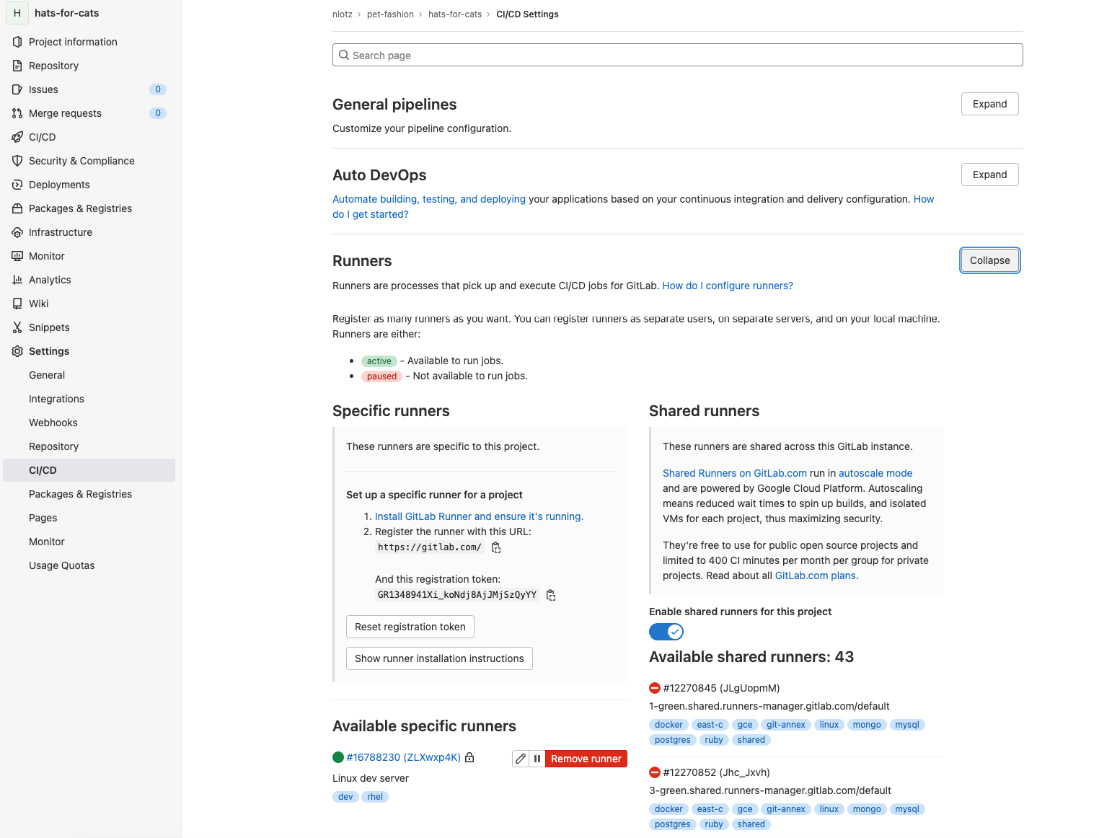 H hats-for-cats
Project information
Repository
Issues 0
Merge requests 0
CI/CD
Security & Compliance
Deployments
Packages & Registries
Infrastructure
Monitor
Analytics
Wiki
Snippets
Settings
General
Integrations
Webhooks
Repository
CI/CD
Packages & Registries
Pages
Monitor
Usage Quotas
nlotz › pet-fashion › hats-for-cats › CI/CD Settings
Search page
General pipelines
Expand
Customize your pipeline configuration.
Auto DevOps
Expand
Automate building, testing, and deploying your applications based on your continuous integration and delivery configuration. How
do I get started?
Runners
Collapse
Runners are processes that pick up and execute CI/CD jobs for GitLab. How do I configure runners?
Register as many runners as you want. You can register runners as separate users, on separate servers, and on your local machine.
Runners are either:
• active - Available to run jobs.
• paused - Not available to run jobs.
Specific runners
These runners are specific to this project.
Set up a specific runner for a project
1. Install GitLab Runner and ensure it's running.
2. Register the runner with this URL:
https://gitlab.com/
And this registration token:
GR1348941Xi_koNdj8AjJMjSzQyYY
Reset registration token
Show runner installation instructions
Available specific runners
#16788230 (ZLXwxp4K)
Remove runner
Linux dev server
dev rhel
Shared runners
These runners are shared across this GitLab instance.
Shared Runners on GitLab.com run in autoscale mode
and are powered by Google Cloud Platform. Autoscaling
means reduced wait times to spin up builds, and isolated
VMs for each project, thus maximizing security.
They're free to use for public open source projects and
limited to 400 CI minutes per month per group for private
projects. Read about all GitLab.com plans.
Enable shared runners for this project
Available shared runners: 43
#12270845 (JLgUopmM)
1-green.shared.runners-manager.gitlab.com/default
docker east-c gce git-annex linux mongo mysql
postgres ruby shared
#12270852 (Jhc_Jxvh)
3-green.shared.runners-manager.gitlab.com/default
docker east-c gce git-annex linux mongo mysql
postgres ruby shared